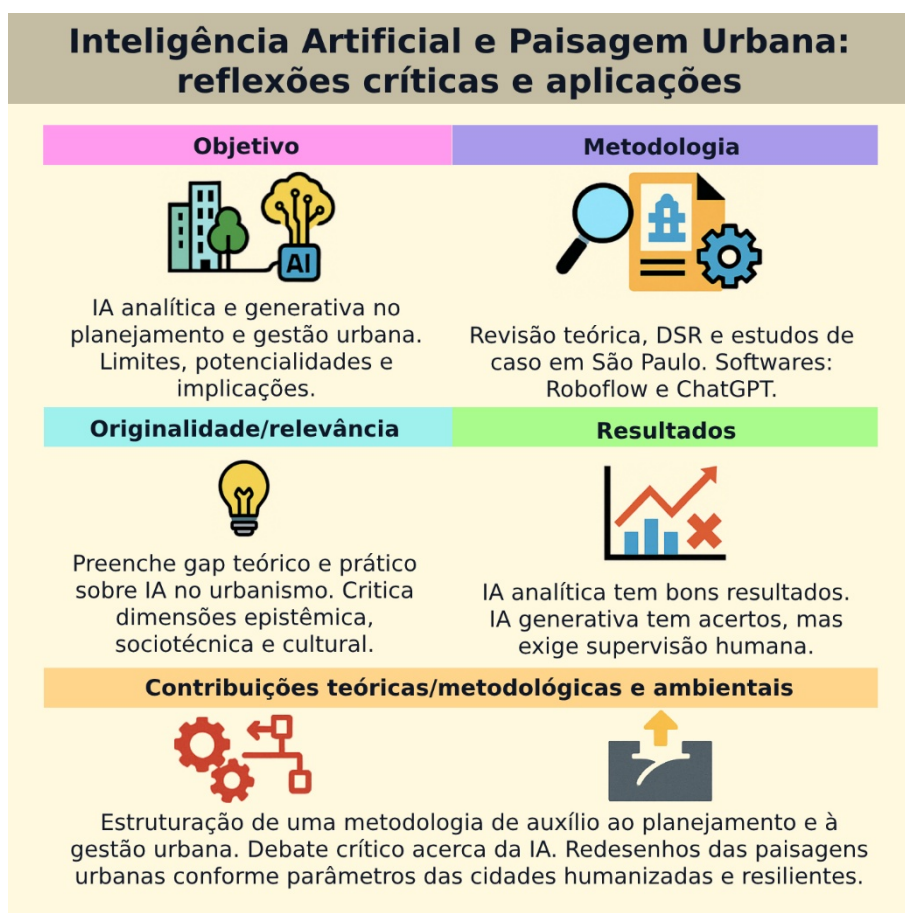 Inteligência Artificial e Paisagem Urbana:
reflexões críticas e aplicações
Objetivo
AI
IA analítica e generativa no
planejamento e gestão urbana.
Limites, potencialidades e
implicações.
Metodologia
Revisão teórica, DSR e estudos de
caso em São Paulo. Softwares:
Roboflow e ChatGPT.
Originalidade/relevância
Preenche gap teórico e prático
sobre IA no urbanismo. Critica
dimensões epistêmica,
sociotécnica e cultural.
Resultados
IA analítica tem bons resultados.
IA generativa tem acertos, mas
exige supervisão humana.
Contribuições teóricas/metodológicas e ambientais
Estruturação de uma metodologia de auxílio ao planejamento e à
gestão urbana. Debate crítico acerca da IA. Redesenhos das paisagens
urbanas conforme parâmetros das cidades humanizadas e resilientes.